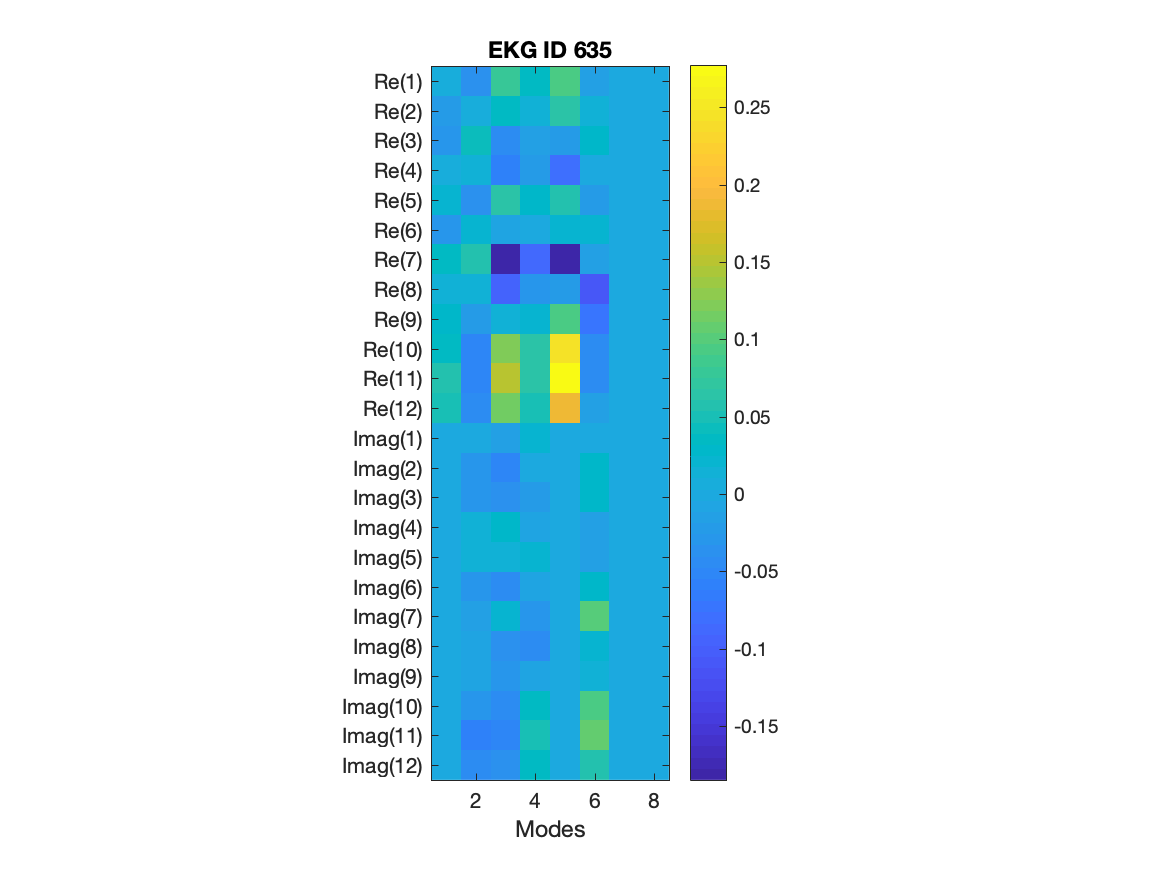 EKG ID 635
Re(1)
Re(2)
Re(3)
Re(4)
Re(5)
Re(6)
Re(7)
Re(8)
Re(9)
Re(10)
Re(11)
Re(12)
Imag(1)
Imag(2)
Imag(3)
Imag(4)
Imag(5)
Imag(6)
Imag(7)
Imag(8)
Imag(9)
Imag(10)
Imag(11)
Imag(12)
2 4 6 8
Modes
0.25
0.2
0.15
0.1
0.05
0
-0.05
-0.1
-0.15